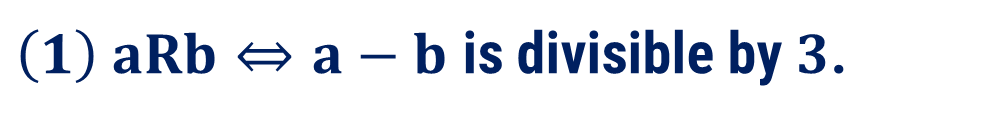 (1) aRb ⇔ a − b is divisible by 3.